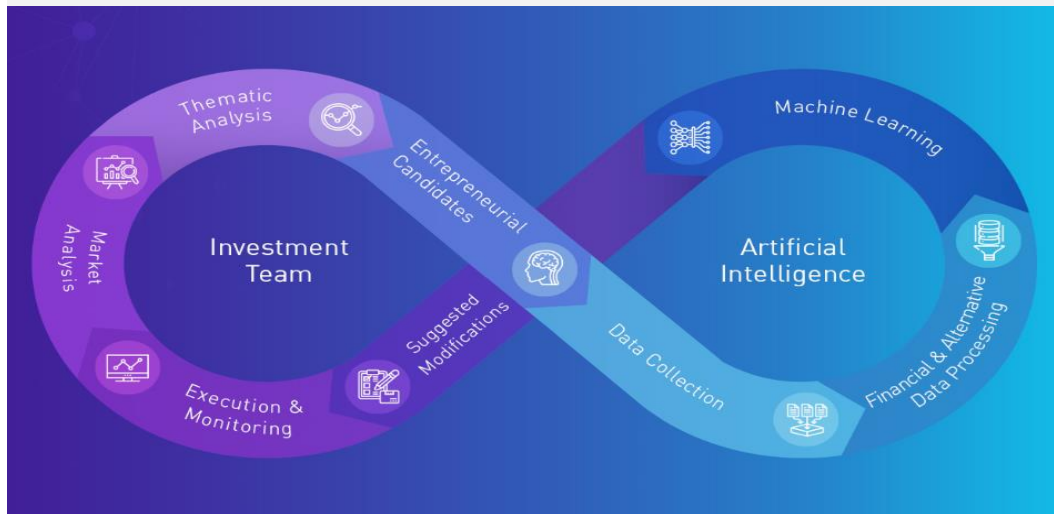 Thematic
Analysis
Entrepreneurial
Candidates
Machine Learning
Market
Analysis
Investment
Team
Artificial
Intelligence
Suggested
Modifications
Data Collection
Financial & Alternative
Data Processing
Execution &
Monitoring